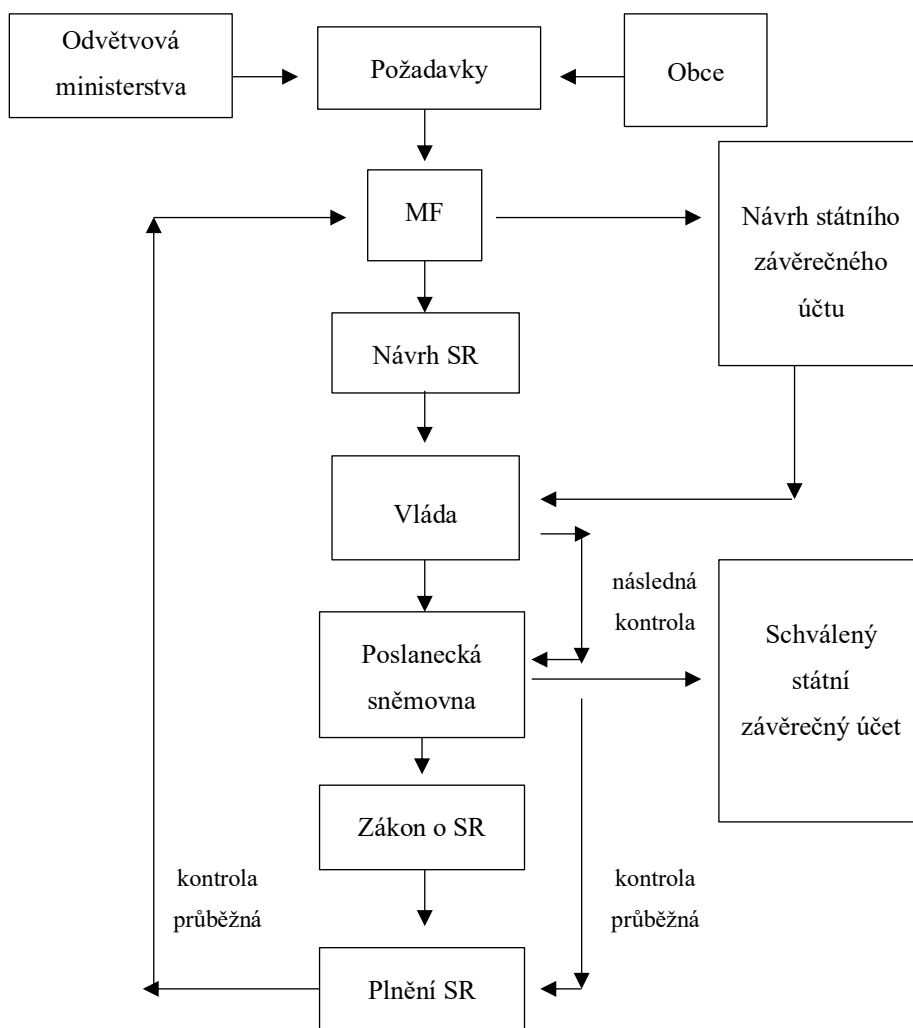 Odvětvová
ministerstva
Požadavky
Obce
MF
Návrh státního
závěrečného
účtu
Návrh SR
Vláda
následná
kontrola
Poslanecká
sněmovna
Schválený
státní
závěrečný účet
Zákon o SR
kontrola
průběžná
kontrola
průběžná
Plnění SR